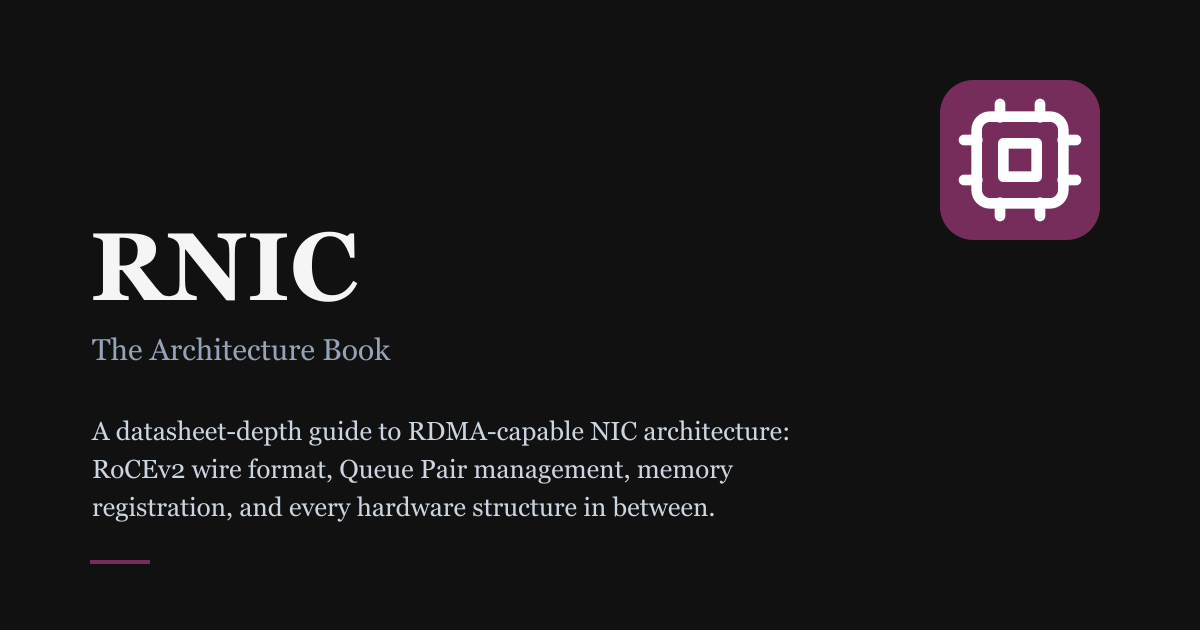 RNIC
The Architecture Book
A datasheet-depth guide to RDMA-capable NIC architecture:
RoCEv2 wire format, Queue Pair management, memory
registration, and every hardware structure in between.